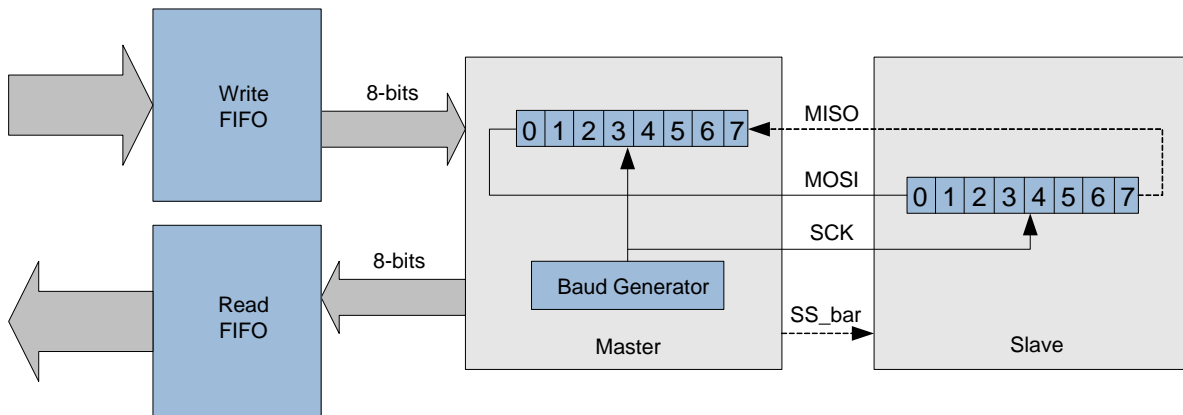 Write
FIFO
8-bits
0 1 2 3 4 5 6 7
MISO
MOSI
0 1 2 3 4 5 6 7
SCK
8-bits
Baud Generator
Read
FIFO
SS_bar
Master
Slave